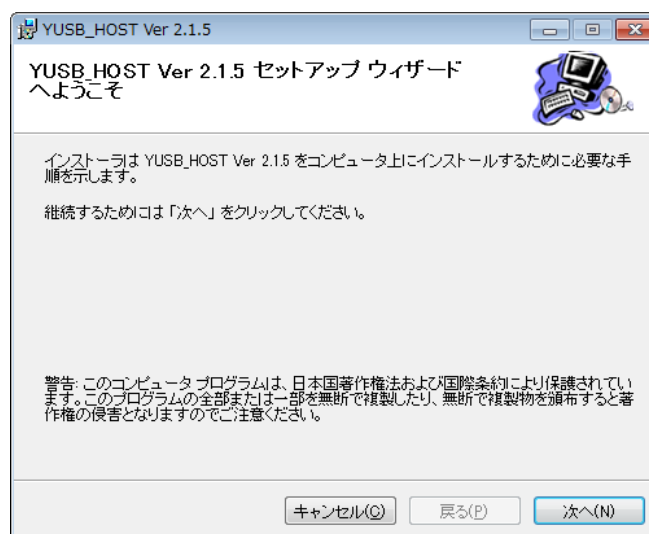 YUSB_HOST Ver 2.1.5
YUSB_HOST Ver 2.1.5 セットアップ ウィザード
へようこそ
インストーラは YUSB_HOST Ver 2.1.5 をコンピュータ上にインストールするために必要な手
順を示します。
継続するためには「次へ」をクリックしてください。
警告: このコンピュータ プログラムは、日本国著作権法および国際条約により保護されてい
ます。このプログラムの全部または一部を無断で複製したり、無断で複製物を頒布すると著
作権の侵害となりますのでご注意ください。
キャンセル(C) 戻る(P) 次へ(N)